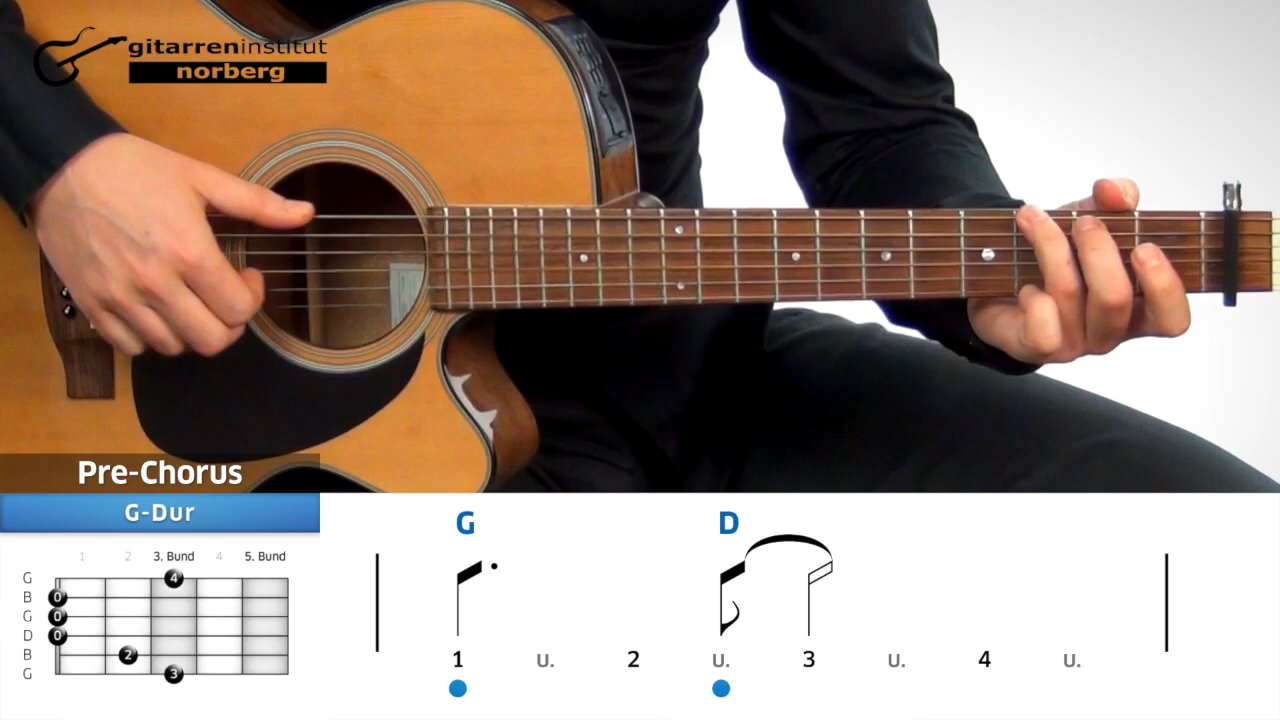 gitarreninstitut
norberg
Pre-Chorus
G-Dur
1 2 3. Bund 4 5. Bund
G 4
B 0
G 0
D 0
B 2
G 3
G D
1 u. 2 u. 3 u. 4 u.